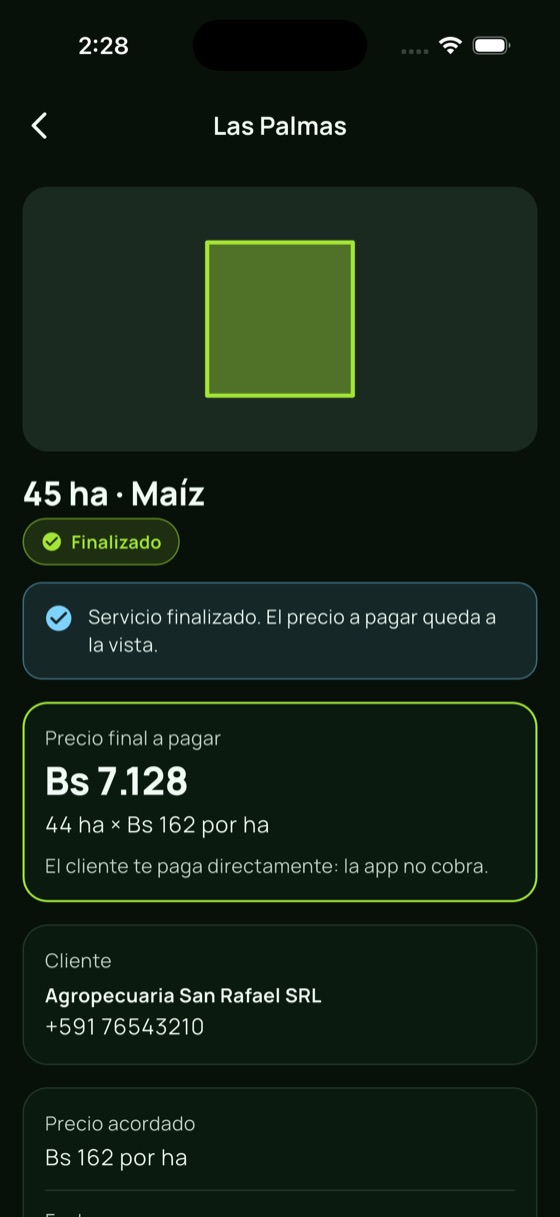 2:28
Las Palmas
45 ha · Maíz
Finalizado
Servicio finalizado. El precio a pagar queda a
la vista.
Precio final a pagar
Bs 7.128
44 ha × Bs 162 por ha
El cliente te paga directamente: la app no cobra.
Cliente
Agropecuaria San Rafael SRL
+591 76543210
Precio acordado
Bs 162 por ha